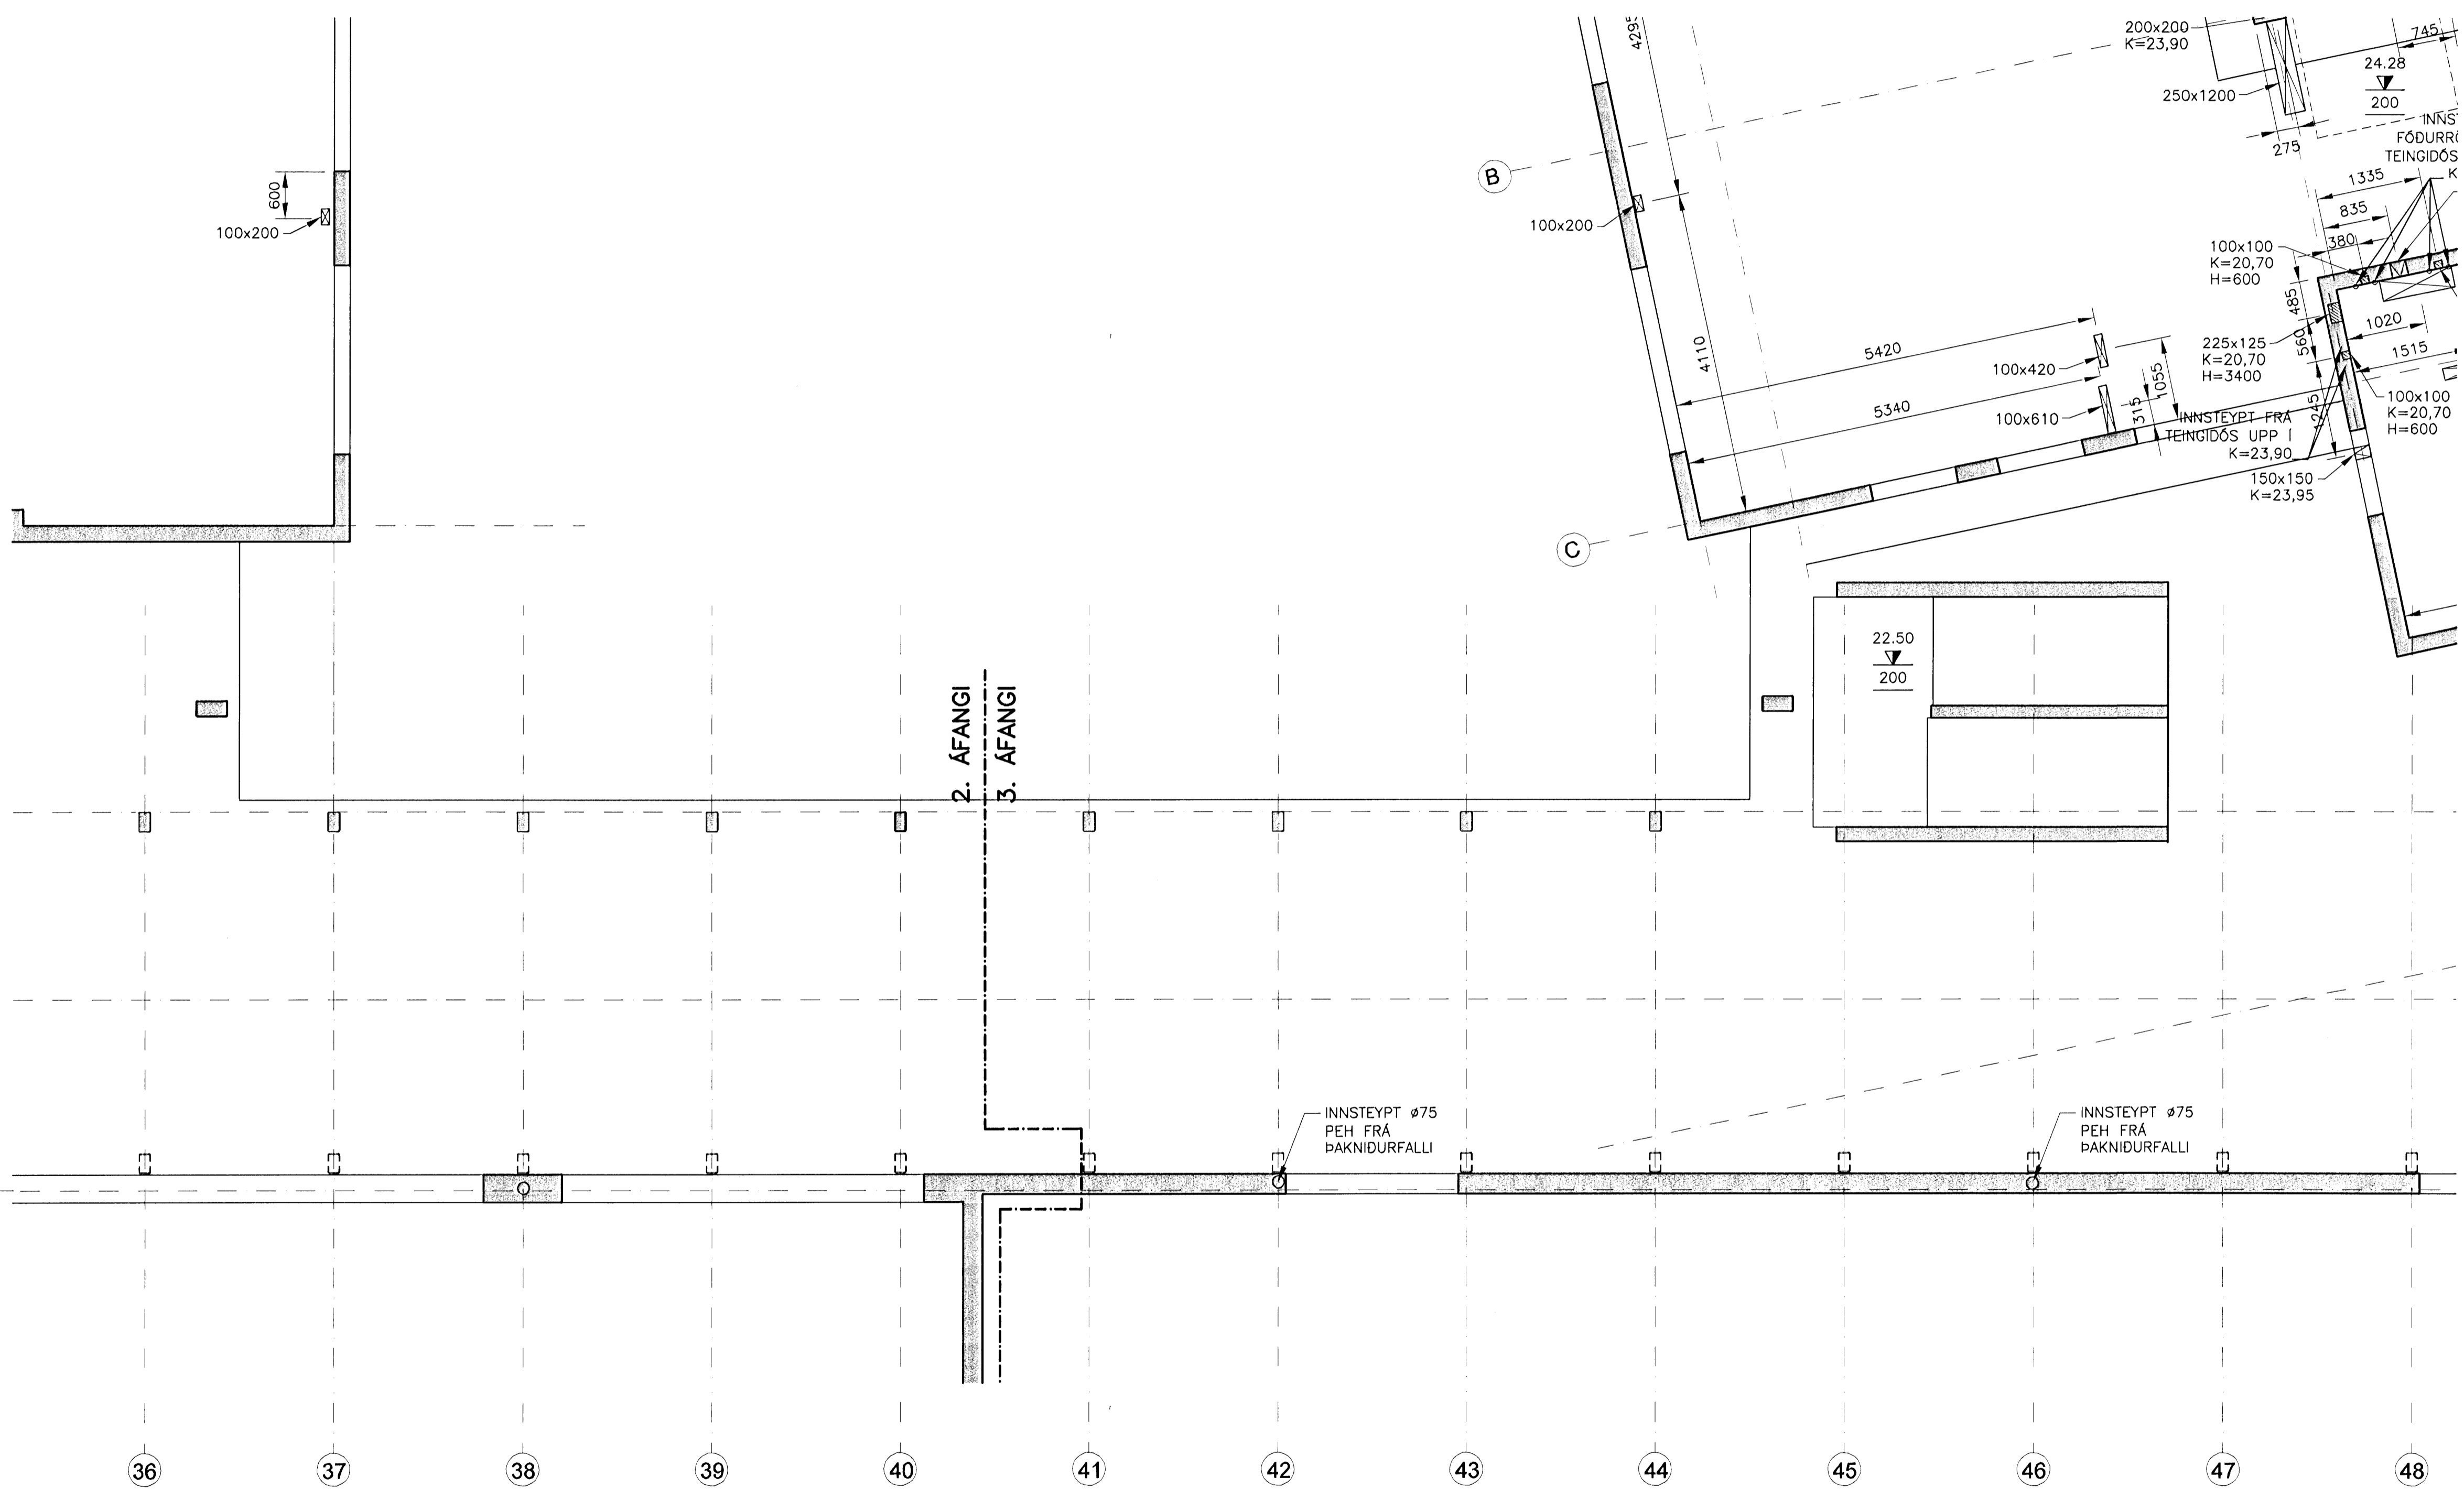 4295
200x200
K=23,90
745
24.28
200
250x1200
275
FÓÐURR
TEINGIDÓS
K
B
1335
835
380
600
100x200
100x200
100x100
K=20,70
H=600
485
560
1020
1515
225x125
K=20,70
H=3400
4110
5420
100x420
1055
5340
100x610
315
1245
100x100
K=20,70
H=600
INNSTEYPT FRÁ
TEINGIDÓS UPP Í
K=23,90
150x150
K=23,95
C
22.50
200
2. ÁFANGI
3. ÁFANGI
INNSTEYPT ø75
PEH FRÁ
ÞAKNIÐURFALLI
INNSTEYPT ø75
PEH FRÁ
ÞAKNIÐURFALLI
36 37 38 39 40 41 42 43 44 45 46 47 48